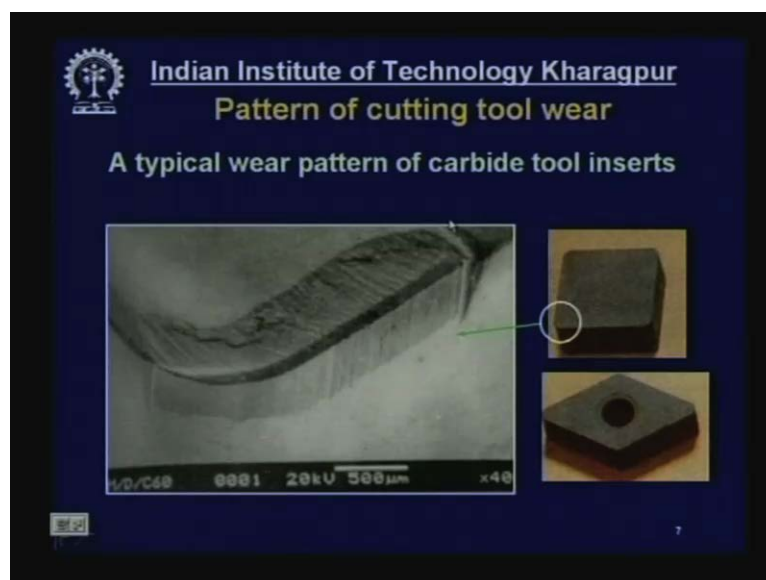 Indian Institute of Technology Kharagpur
Pattern of cutting tool wear
A typical wear pattern of carbide tool inserts
M/D/C60 0001 20kV 500µm x40
7